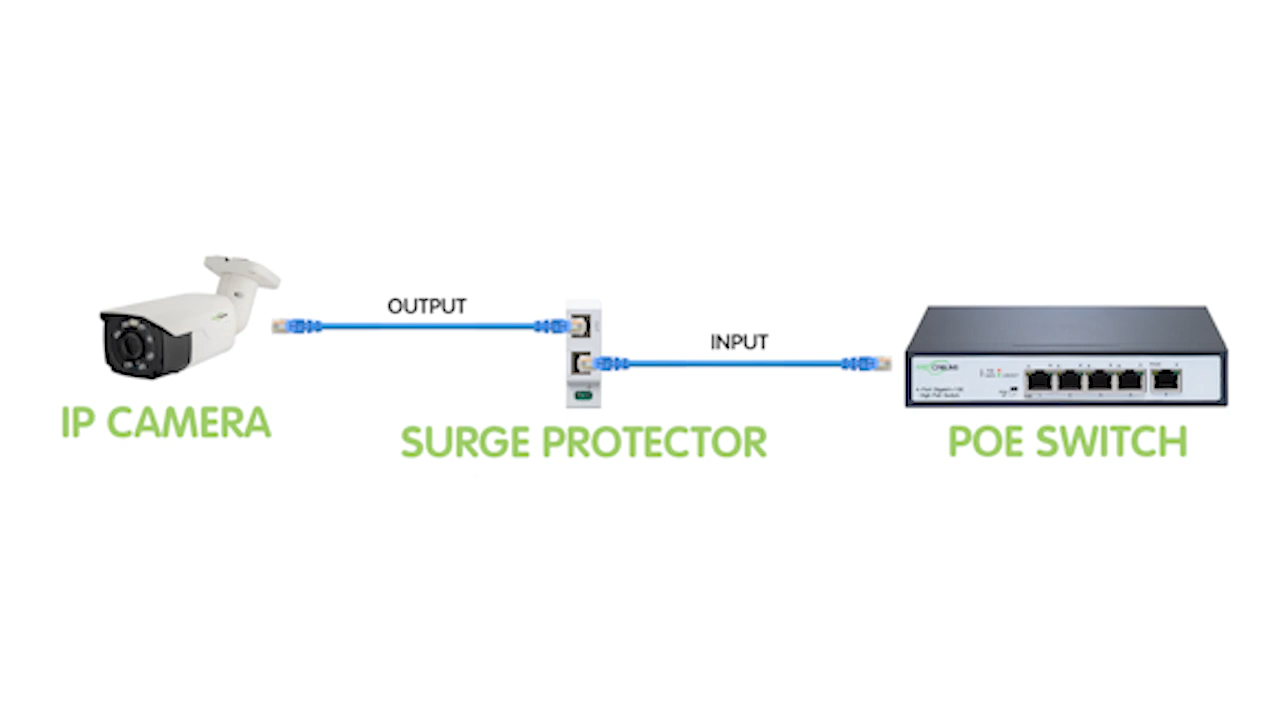 OUTPUT
INPUT
IP CAMERA
SURGE PROTECTOR
POE SWITCH